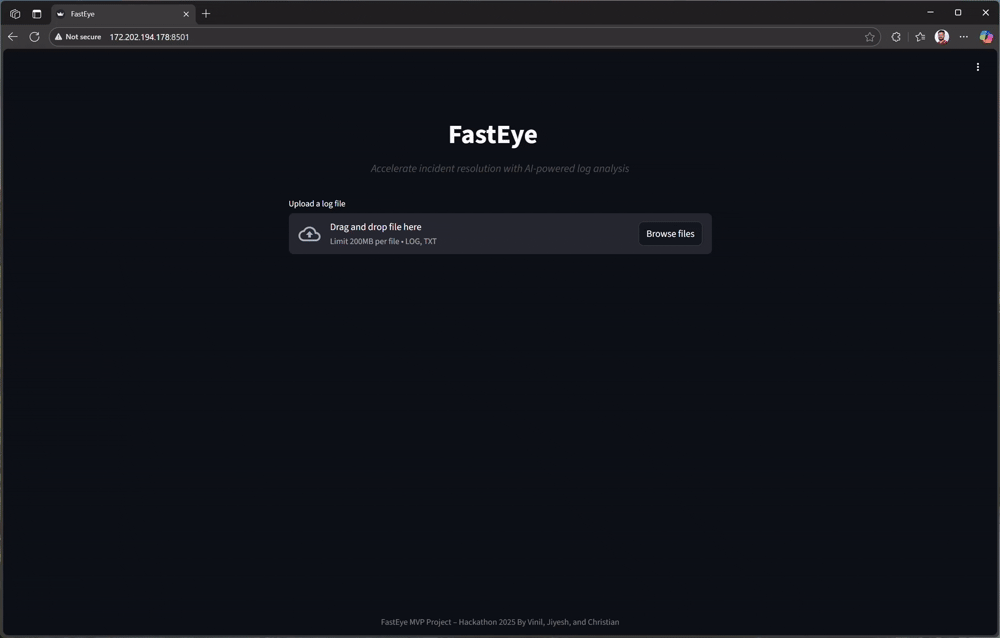 FastEye
Not secure 172.202.194.178:8501
FastEye
Accelerate incident resolution with AI-powered log analysis
Upload a log file
Drag and drop file here
Limit 200MB per file • LOG, TXT
Browse files
FastEye MVP Project – Hackathon 2025 By Vinil, Jiyesh, and Christian